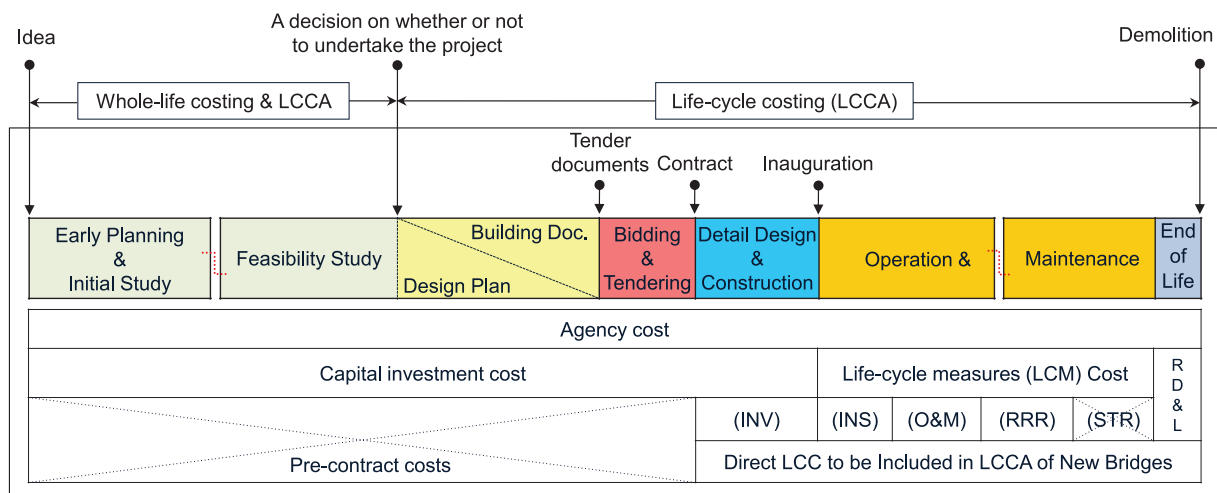 Idea
A decision on whether or not
to undertake the project
Demolition
Whole-life costing & LCCA
Life-cycle costing (LCCA)
Tender
documents
Contract
Inauguration
Early Planning
&
Initial Study
Feasibility Study
Building Doc.
Design Plan
Bidding
&
Tendering
Detail Design
&
Construction
Operation &
Maintenance
End
of
Life
Agency cost
Capital investment cost
Life-cycle measures (LCM) Cost
R
D
&
L
(INV)
(INS)
(O&M)
(RRR)
(STR)
Pre-contract costs
Direct LCC to be Included in LCCA of New Bridges